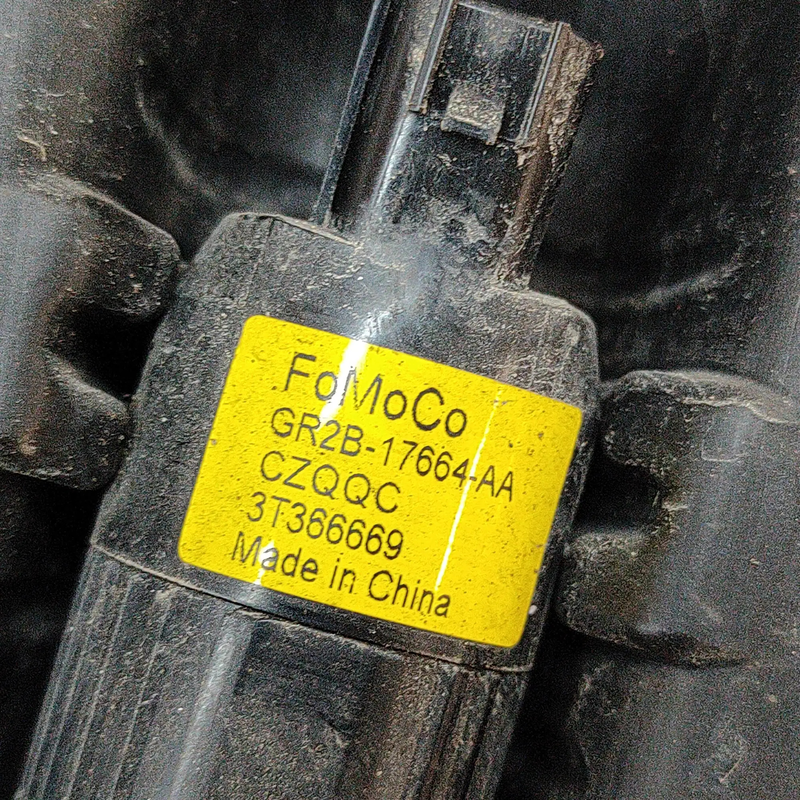 FoMoCo
GR2B-17664-AA
CZQQC
3T366669
Made in China